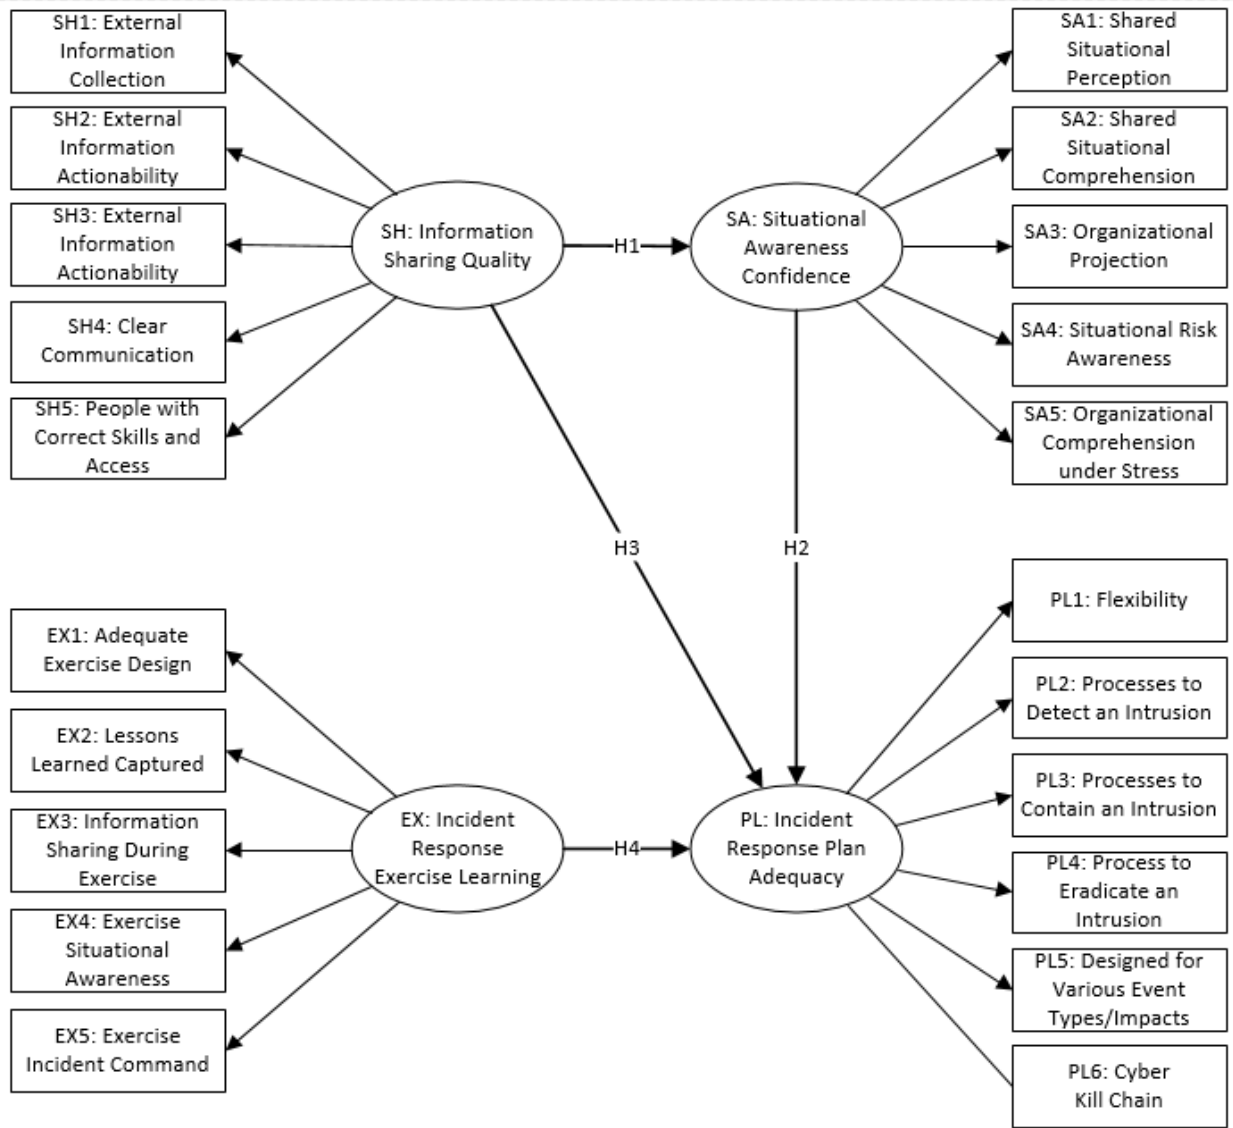 SH1: External
Information
Collection
SH2: External
Information
Actionability
SH3: External
Information
Actionability
SH4: Clear
Communication
SH5: People with
Correct Skills and
Access
SH: Information
Sharing Quality
H1
SA: Situational
Awareness
Confidence
SA1: Shared
Situational
Perception
SA2: Shared
Situational
Comprehension
SA3: Organizational
Projection
SA4: Situational Risk
Awareness
SA5: Organizational
Comprehension
under Stress
H3
H2
EX1: Adequate
Exercise Design
EX2: Lessons
Learned Captured
EX3: Information
Sharing During
Exercise
EX4: Exercise
Situational
Awareness
EX5: Exercise
Incident Command
EX: Incident
Response
Exercise Learning
H4
PL: Incident
Response Plan
Adequacy
PL1: Flexibility
PL2: Processes to
Detect an Intrusion
PL3: Processes to
Contain an Intrusion
PL4: Process to
Eradicate an
Intrusion
PL5: Designed for
Various Event
Types/Impacts
PL6: Cyber
Kill Chain